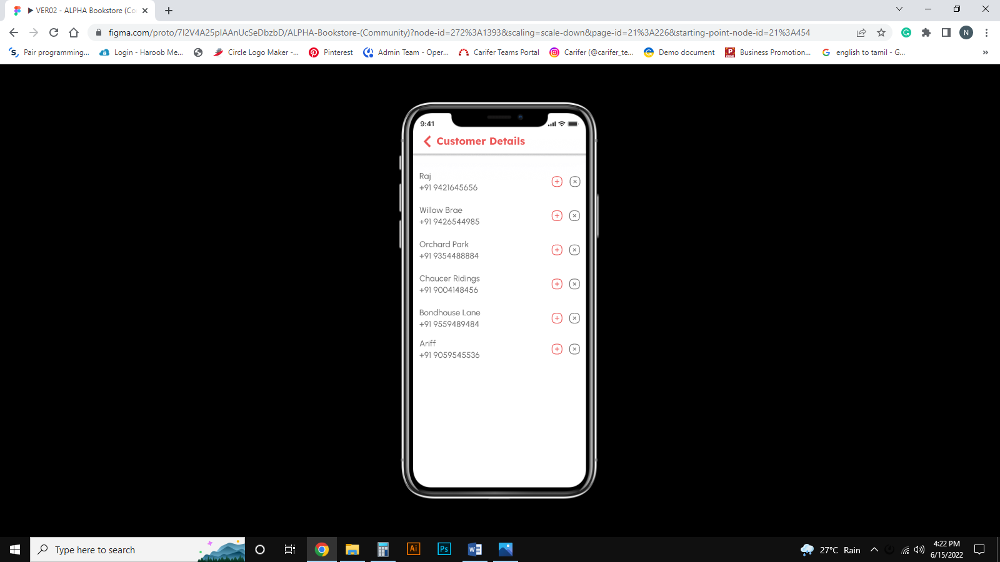 VER02 - ALPHA Bookstore (Co
figma.com/proto/7I2V4A25pIAAnUcSeDbzbD/ALPHA-Bookstore-(Community)?node-id=272%3A1393&scaling=scale-down&page-id=21%3A226&starting-point-node-id=21%3A454
N
Pair programming...
Login - Haroob Me...
Circle Logo Maker -...
Pinterest
Admin Team - Oper...
Carifer Teams Portal
Carifer (@carifer_te...
Demo document
Business Promotion...
english to tamil - G...
9:41
Customer Details
Raj
+91 9421645656
Willow Brae
+91 9426544985
Orchard Park
+91 9354488884
Chaucer Ridings
+91 9004148456
Bondhouse Lane
+91 9559489484
Ariff
+91 9059545536
Type here to search
Ai
Ps
27°C Rain
4:22 PM
6/15/2022